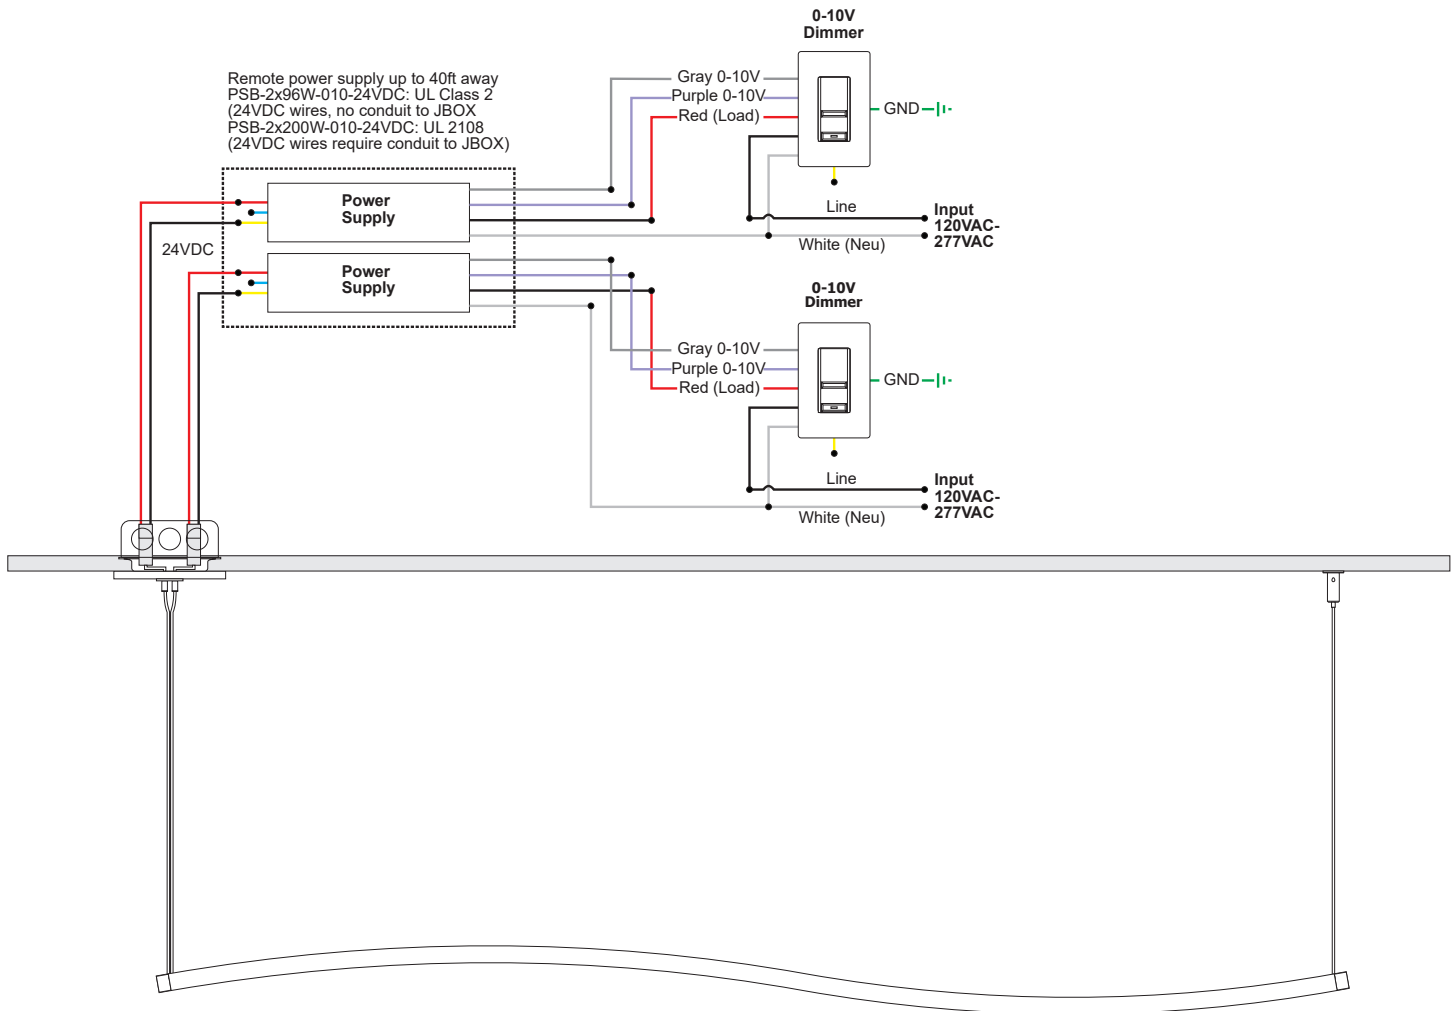 0-10V
Dimmer
Remote power supply up to 40ft away
PSB-2x96W-010-24VDC: UL Class 2
(24VDC wires, no conduit to JBOX
PSB-2x200W-010-24VDC: UL 2108
(24VDC wires require conduit to JBOX)
Gray 0-10V
Purple 0-10V
Red (Load)
GND
Power
Supply
Line
Input
120VAC-
277VAC
White (Neu)
24VDC
Power
Supply
0-10V
Dimmer
Gray 0-10V
Purple 0-10V
Red (Load)
GND
Line
Input
120VAC-
277VAC
White (Neu)